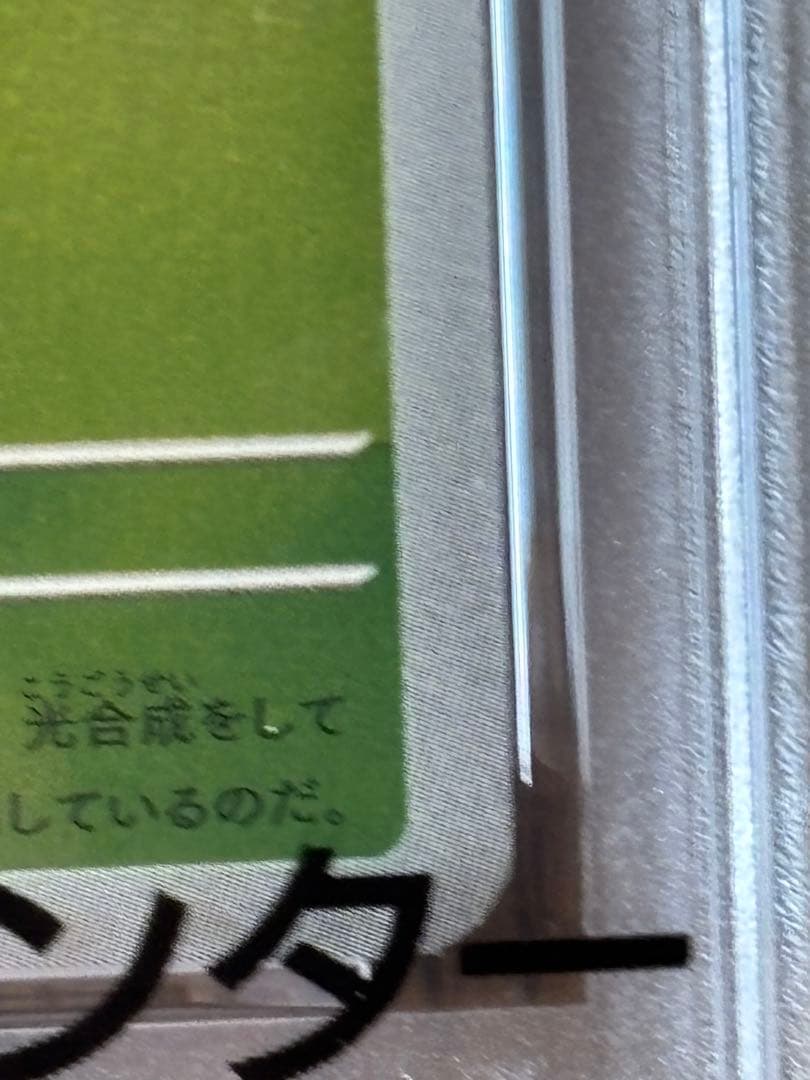 こうごうせい
光合成をして
しているのだ。
ンター